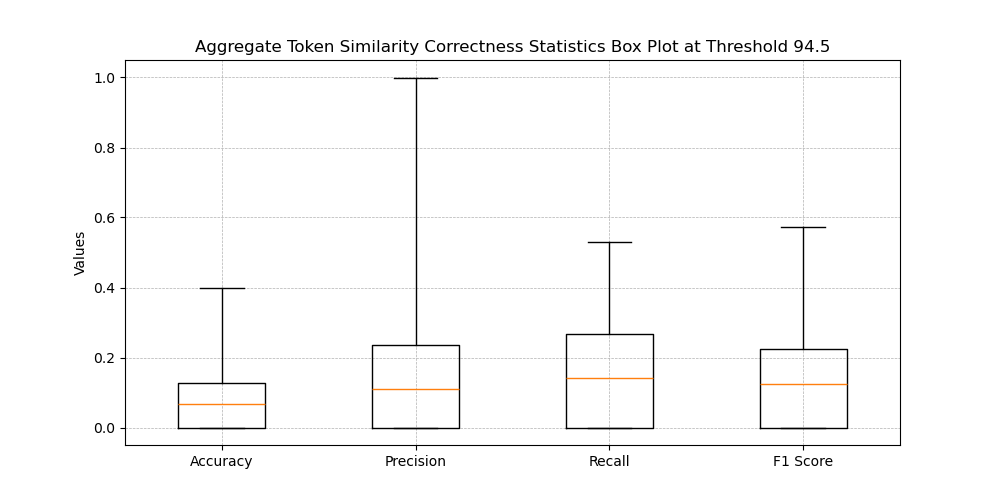 Aggregate Token Similarity Correctness Statistics Box Plot at Threshold 94.5
1.0
0.8
0.6
0.4
0.2
0.0
Values
Accuracy
Precision
Recall
F1 Score